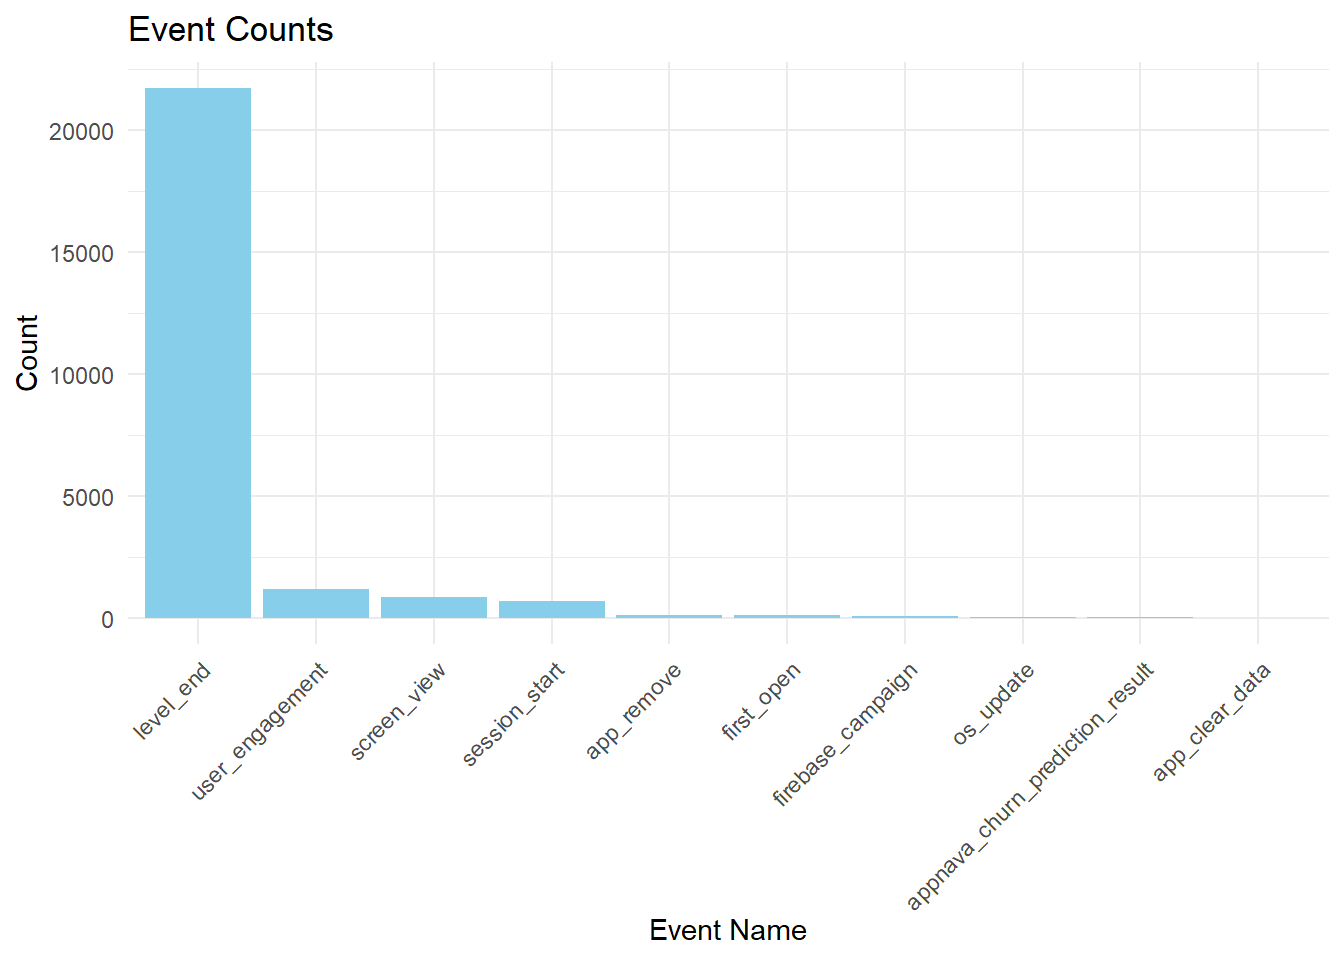 Event Counts
20000
15000
10000
5000
0
Count
level_end
user_engagement
screen_view
session_start
app_remove
first_open
firebase_campaign
os_update
appnava_churn_prediction_result
app_clear_data
Event Name